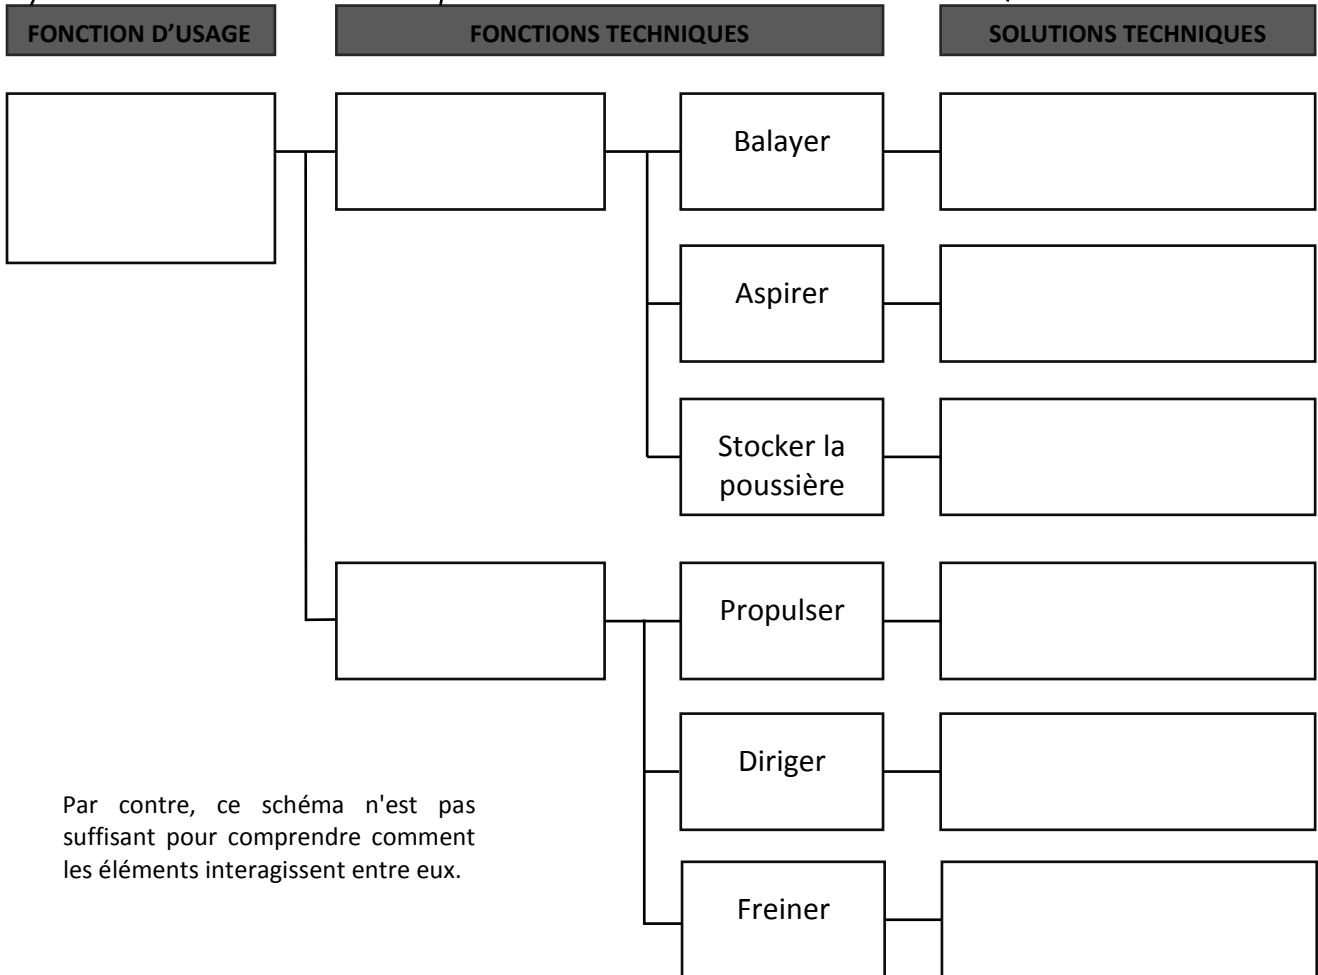 FONCTION D’USAGE
FONCTIONS TECHNIQUES
SOLUTIONS TECHNIQUES
Balayer
Aspirer
Stocker la
poussière
Propulser
Diriger
Freiner
Par contre, ce schéma n'est pas
suffisant pour comprendre comment
les éléments interagissent entre eux.